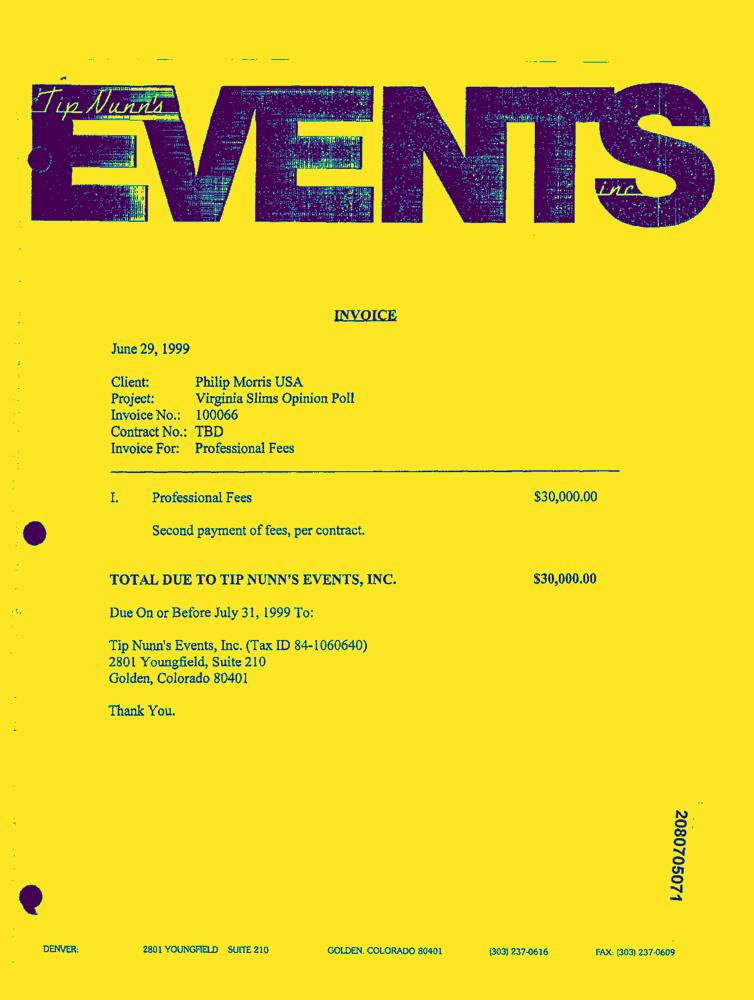 Tip Nunn's
EVENTS
inc
INVOICE
June 29, 1999
Client: Philip Morris USA
Project: Virginia Slims Opinion Poll
Invoice No.: 100066
Contract No.: TBD
Invoice For: Professional Fees
I. Professional Fees $30,000.00
Second payment of fees, per contract.
TOTAL DUE TO TIP NUNN'S EVENTS, INC. $30,000.00
Due On or Before July 31, 1999 To:
Tip Nunn's Events, Inc. (Tax ID 84-1060640)
2801 Youngfield, Suite 210
Golden, Colorado 80401
Thank You.
2080705071
DENVER: 2801 YOUNGFIELD SUITE 210 GOLDEN, COLORADO 80401 (303) 237-0616 FAX: (303) 237-0609